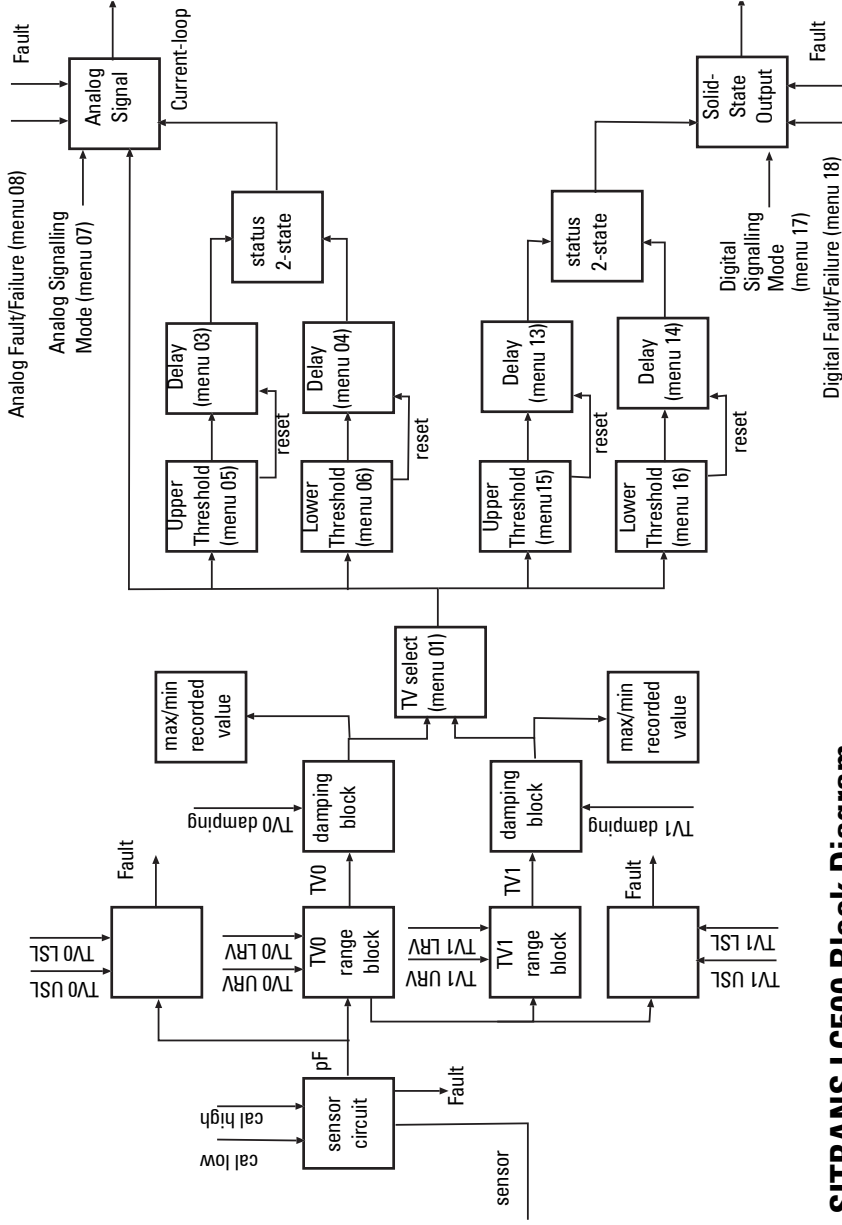 Analog Fault/Failure (menu 08)
Fault
Analog Signalling
Mode (menu 07)
Analog
Signal
Current-loop
Upper
Threshold
(menu 05)
Delay
(menu 03)
reset
status
2-state
Lower
Threshold
(menu 06)
Delay
(menu 04)
reset
Upper
Threshold
(menu15)
Delay
(menu 13)
reset
status
2-state
Lower
Threshold
(menu 16)
Delay
(menu 14)
reset
Digital
Signalling
Mode
(menu 17)
Solid-
State
Output
Digital Fault/Failure (menu 18)
Fault
TV select
(menu 01)
max/min
recorded
value
max/min
recorded
value
TV0 damping
damping
block
damping
block
TV1 damping
TV0
TV1
TV0 USL
TV0 LSL
Fault
TV0 URV
TV0 LRV
TV0
range
block
TV1 URV
TV1 LRV
TV1
range
block
Fault
TV1 USL
TV1 LSL
cal low
cal high
sensor
circuit
pF
Fault
sensor
SITRANS LC500 Block Diagram